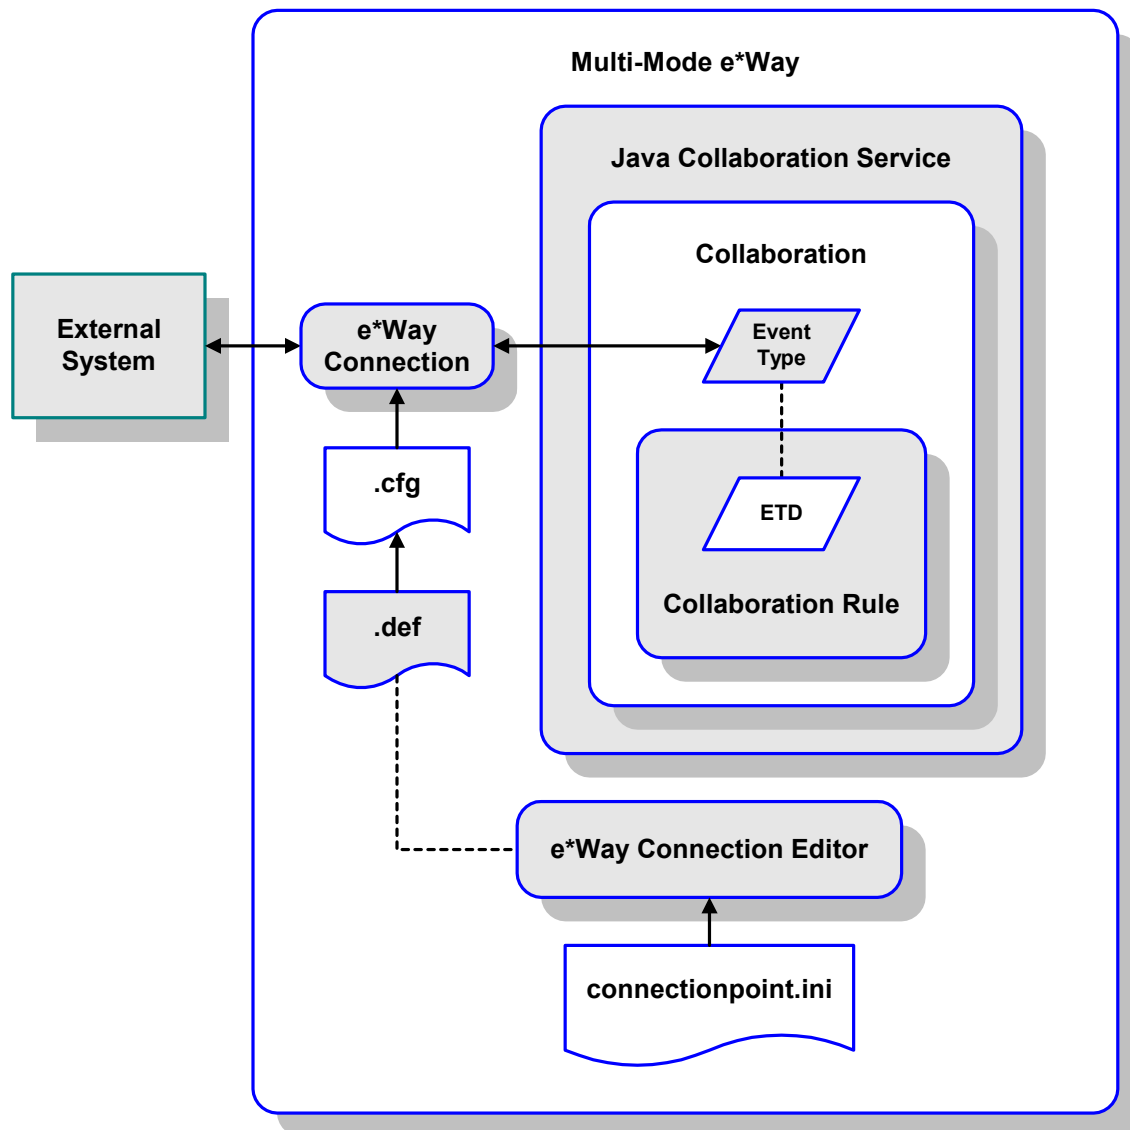 Multi-Mode e*Way
Java Collaboration Service
Collaboration
External
System
e*Way
Connection
Event
Type
.cfg
ETD
Collaboration Rule
.def
e*Way Connection Editor
connectionpoint.ini